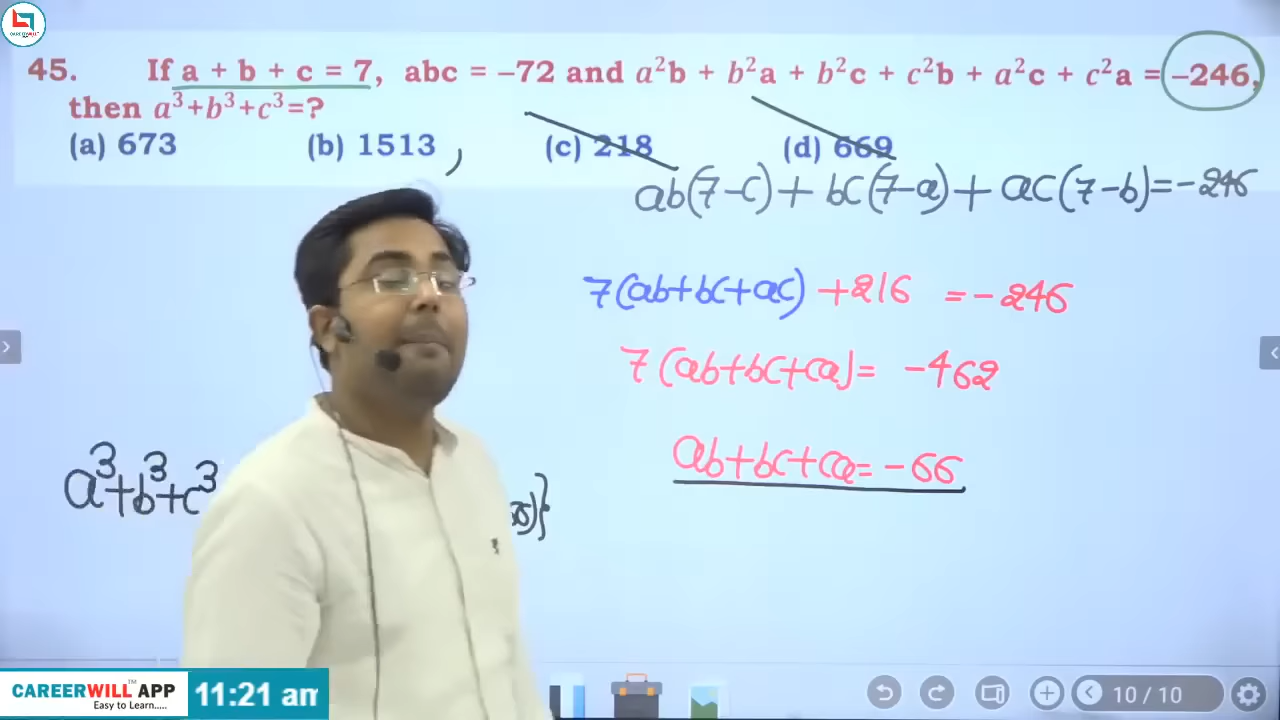 CAREERWILL
45. If a + b + c = 7, abc = –72 and a²b + b²a + b²c + c²b + a²c + c²a = –246,
then a³+b³+c³=?
(a) 673 (b) 1513 (c) 218 (d) 669
ab(7-c)+bc(7-a)+ac(7-b)=-246
7(ab+bc+ac) +216 = -246
7(ab+bc+ca)= -462
ab+bc+ca= -66
a³+b³+c³
CAREERWILL™ APP
Easy to Learn.....
11:21 am
10 / 10